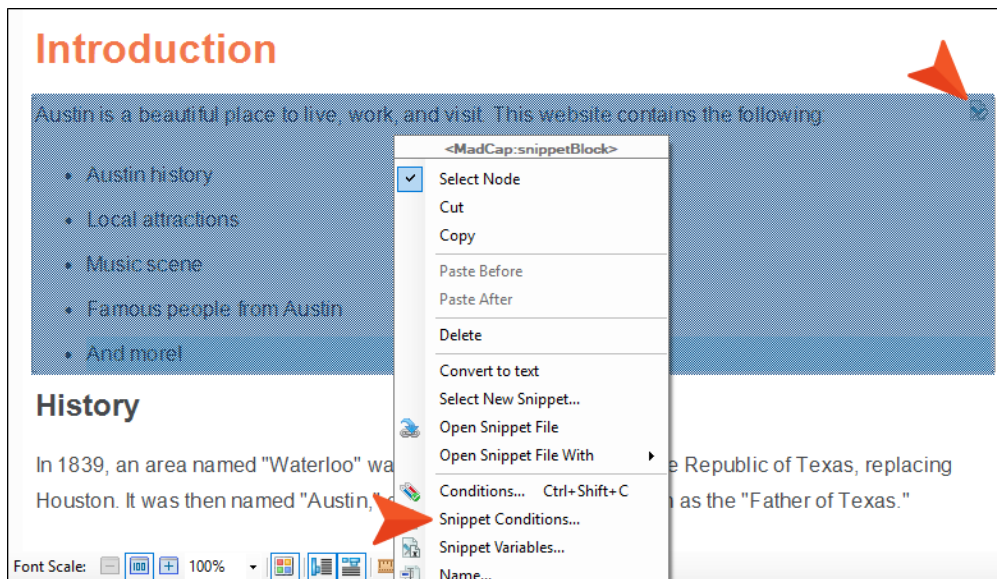 Introduction
Austin is a beautiful place to live, work, and visit. This website contains the following:
• Austin history
• Local attractions
• Music scene
• Famous people from Austin
• And more!
<MadCap:snippetBlock>
Select Node
Cut
Copy
Paste Before
Paste After
Delete
Convert to text
Select New Snippet...
Open Snippet File
Open Snippet File With
Conditions... Ctrl+Shift+C
Snippet Conditions...
Snippet Variables...
Name...
History
In 1839, an area named "Waterloo" wa e Republic of Texas, replacing
Houston. It was then named "Austin," as the "Father of Texas."
Font Scale: 100 100%